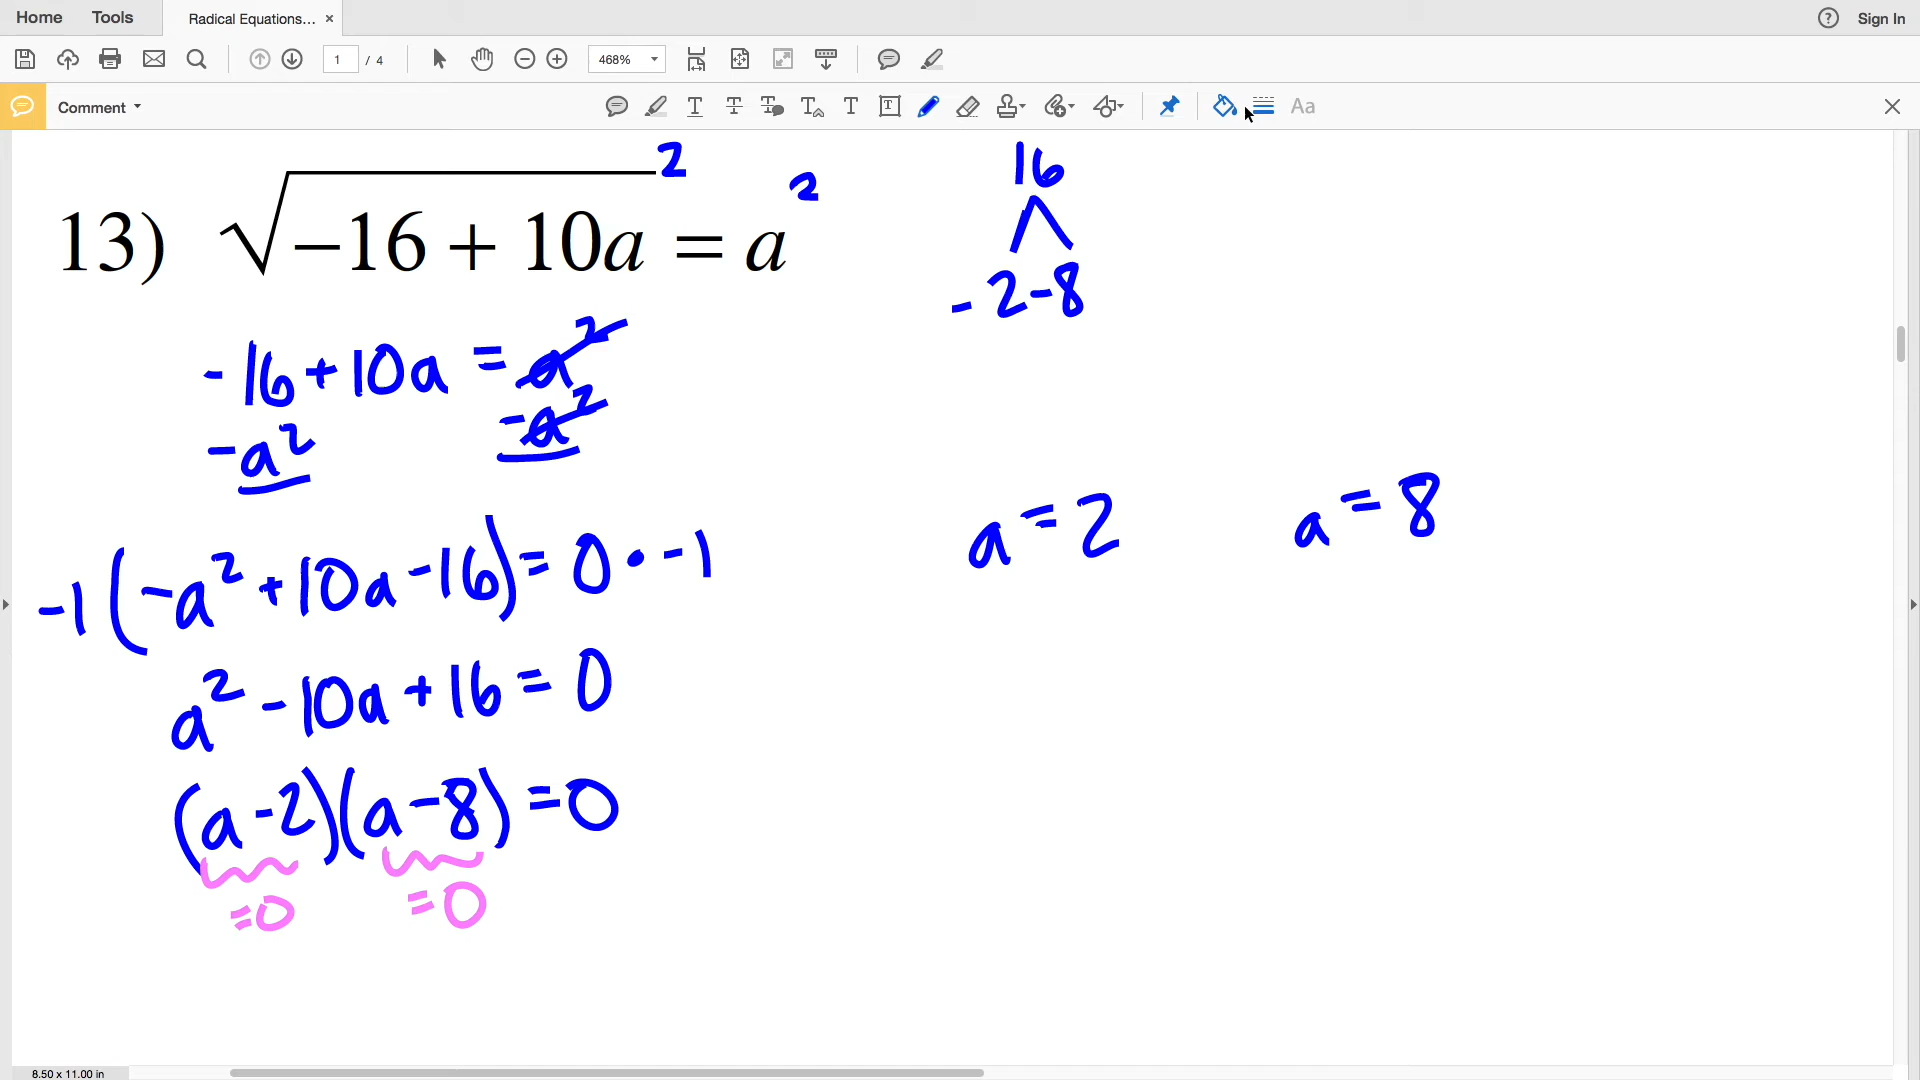 Home Tools Radical Equations... × ? Sign In
1 / 4 468%
Comment Aa
13) √−16 + 10a² = a²
16
- 2 - 8
-16 + 10a = a²
-a² -a²
a = 2 a = 8
-1(-a² + 10a - 16) = 0 • -1
a² - 10a + 16 = 0
(a - 2)(a - 8) = 0
= 0 = 0
8.50 x 11.00 in